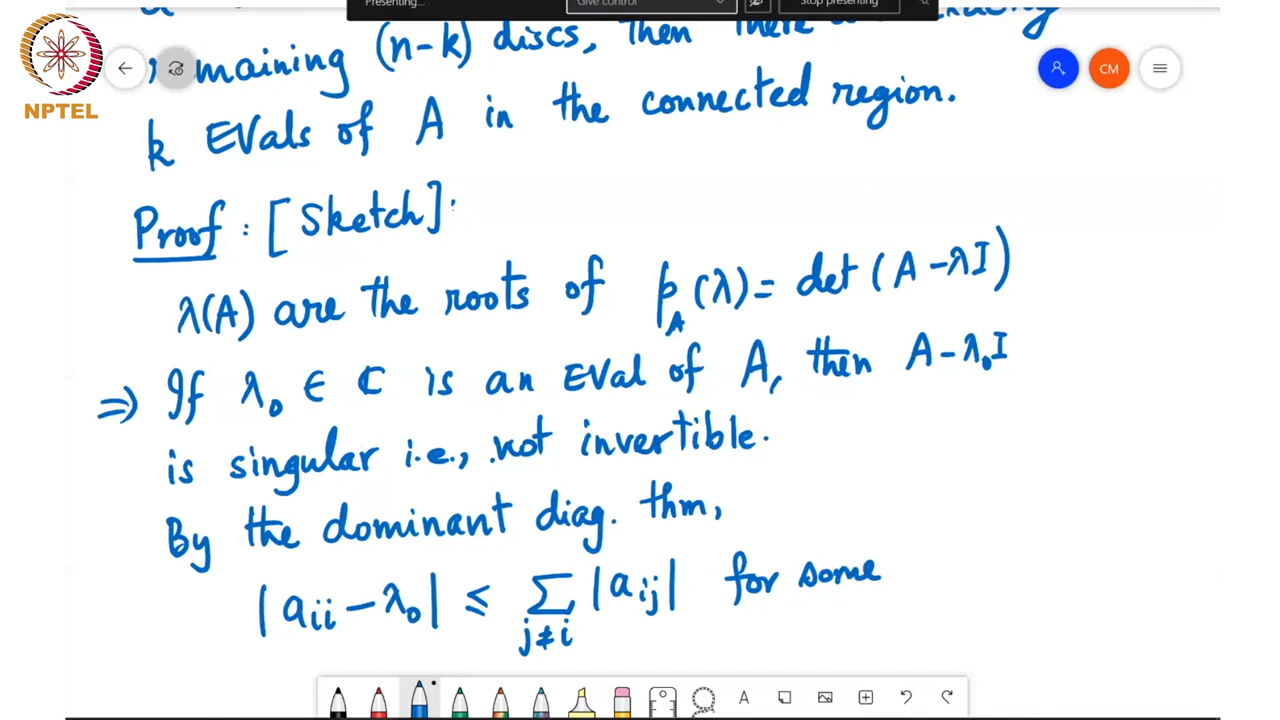 Presenting...
Give control
Stop presenting
remaining (n-k) discs, then there
NPTEL
CM
k EVals of A in the connected region.
Proof : [Sketch]:
λ(A) are the roots of p_A(λ) = det (A - λI)
⇒ If λ₀ ∈ ℂ is an EVal of A, then A - λ₀I
is singular i.e., not invertible.
By the dominant diag. thm,
|a_ii - λ₀| ≤ Σ_{j≠i} |a_ij| for some
A